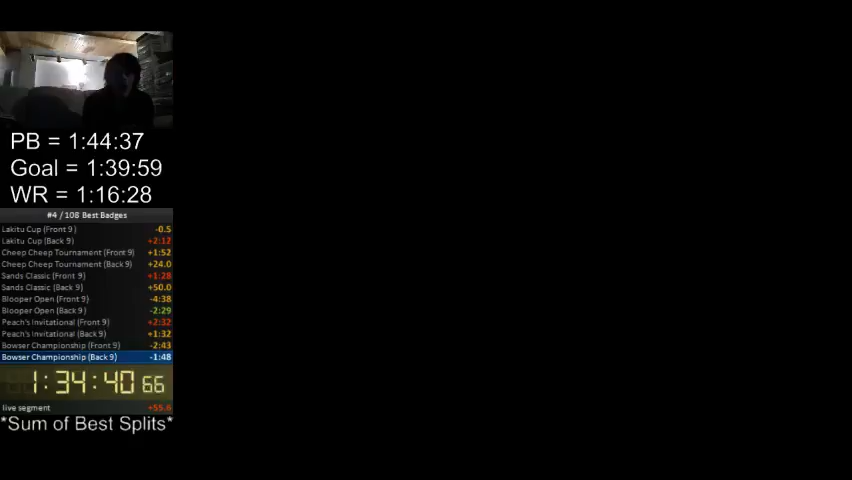 PB = 1:44:37
Goal = 1:39:59
WR = 1:16:28
#4 / 108 Best Badges
Lakitu Cup (Front 9) -0.5
Lakitu Cup (Back 9) +2:12
Cheep Cheep Tournament (Front 9) +1:52
Cheep Cheep Tournament (Back 9) +24.0
Sands Classic (Front 9) +1:28
Sands Classic (Back 9) +50.0
Blooper Open (Front 9) -4:38
Blooper Open (Back 9) -2:29
Peach's Invitational (Front 9) +2:32
Peach's Invitational (Back 9) +1:32
Bowser Championship (Front 9) -2:43
Bowser Championship (Back 9) -1:48
1:34:40 66
live segment +55.6
*Sum of Best Splits*